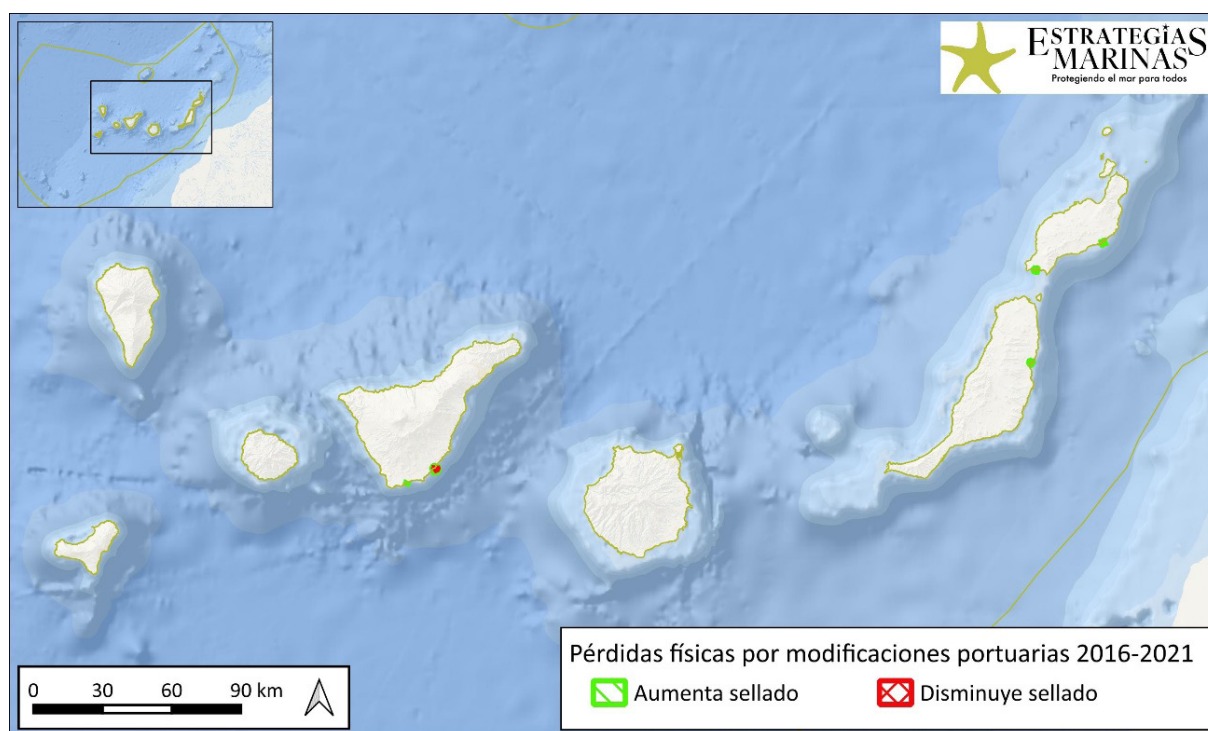 ESTRATEGIAS
MARINAS
Protegiendo el mar para todos
Pérdidas físicas por modificaciones portuarias 2016-2021
Aumenta sellado
Disminuye sellado
0 30 60 90 km